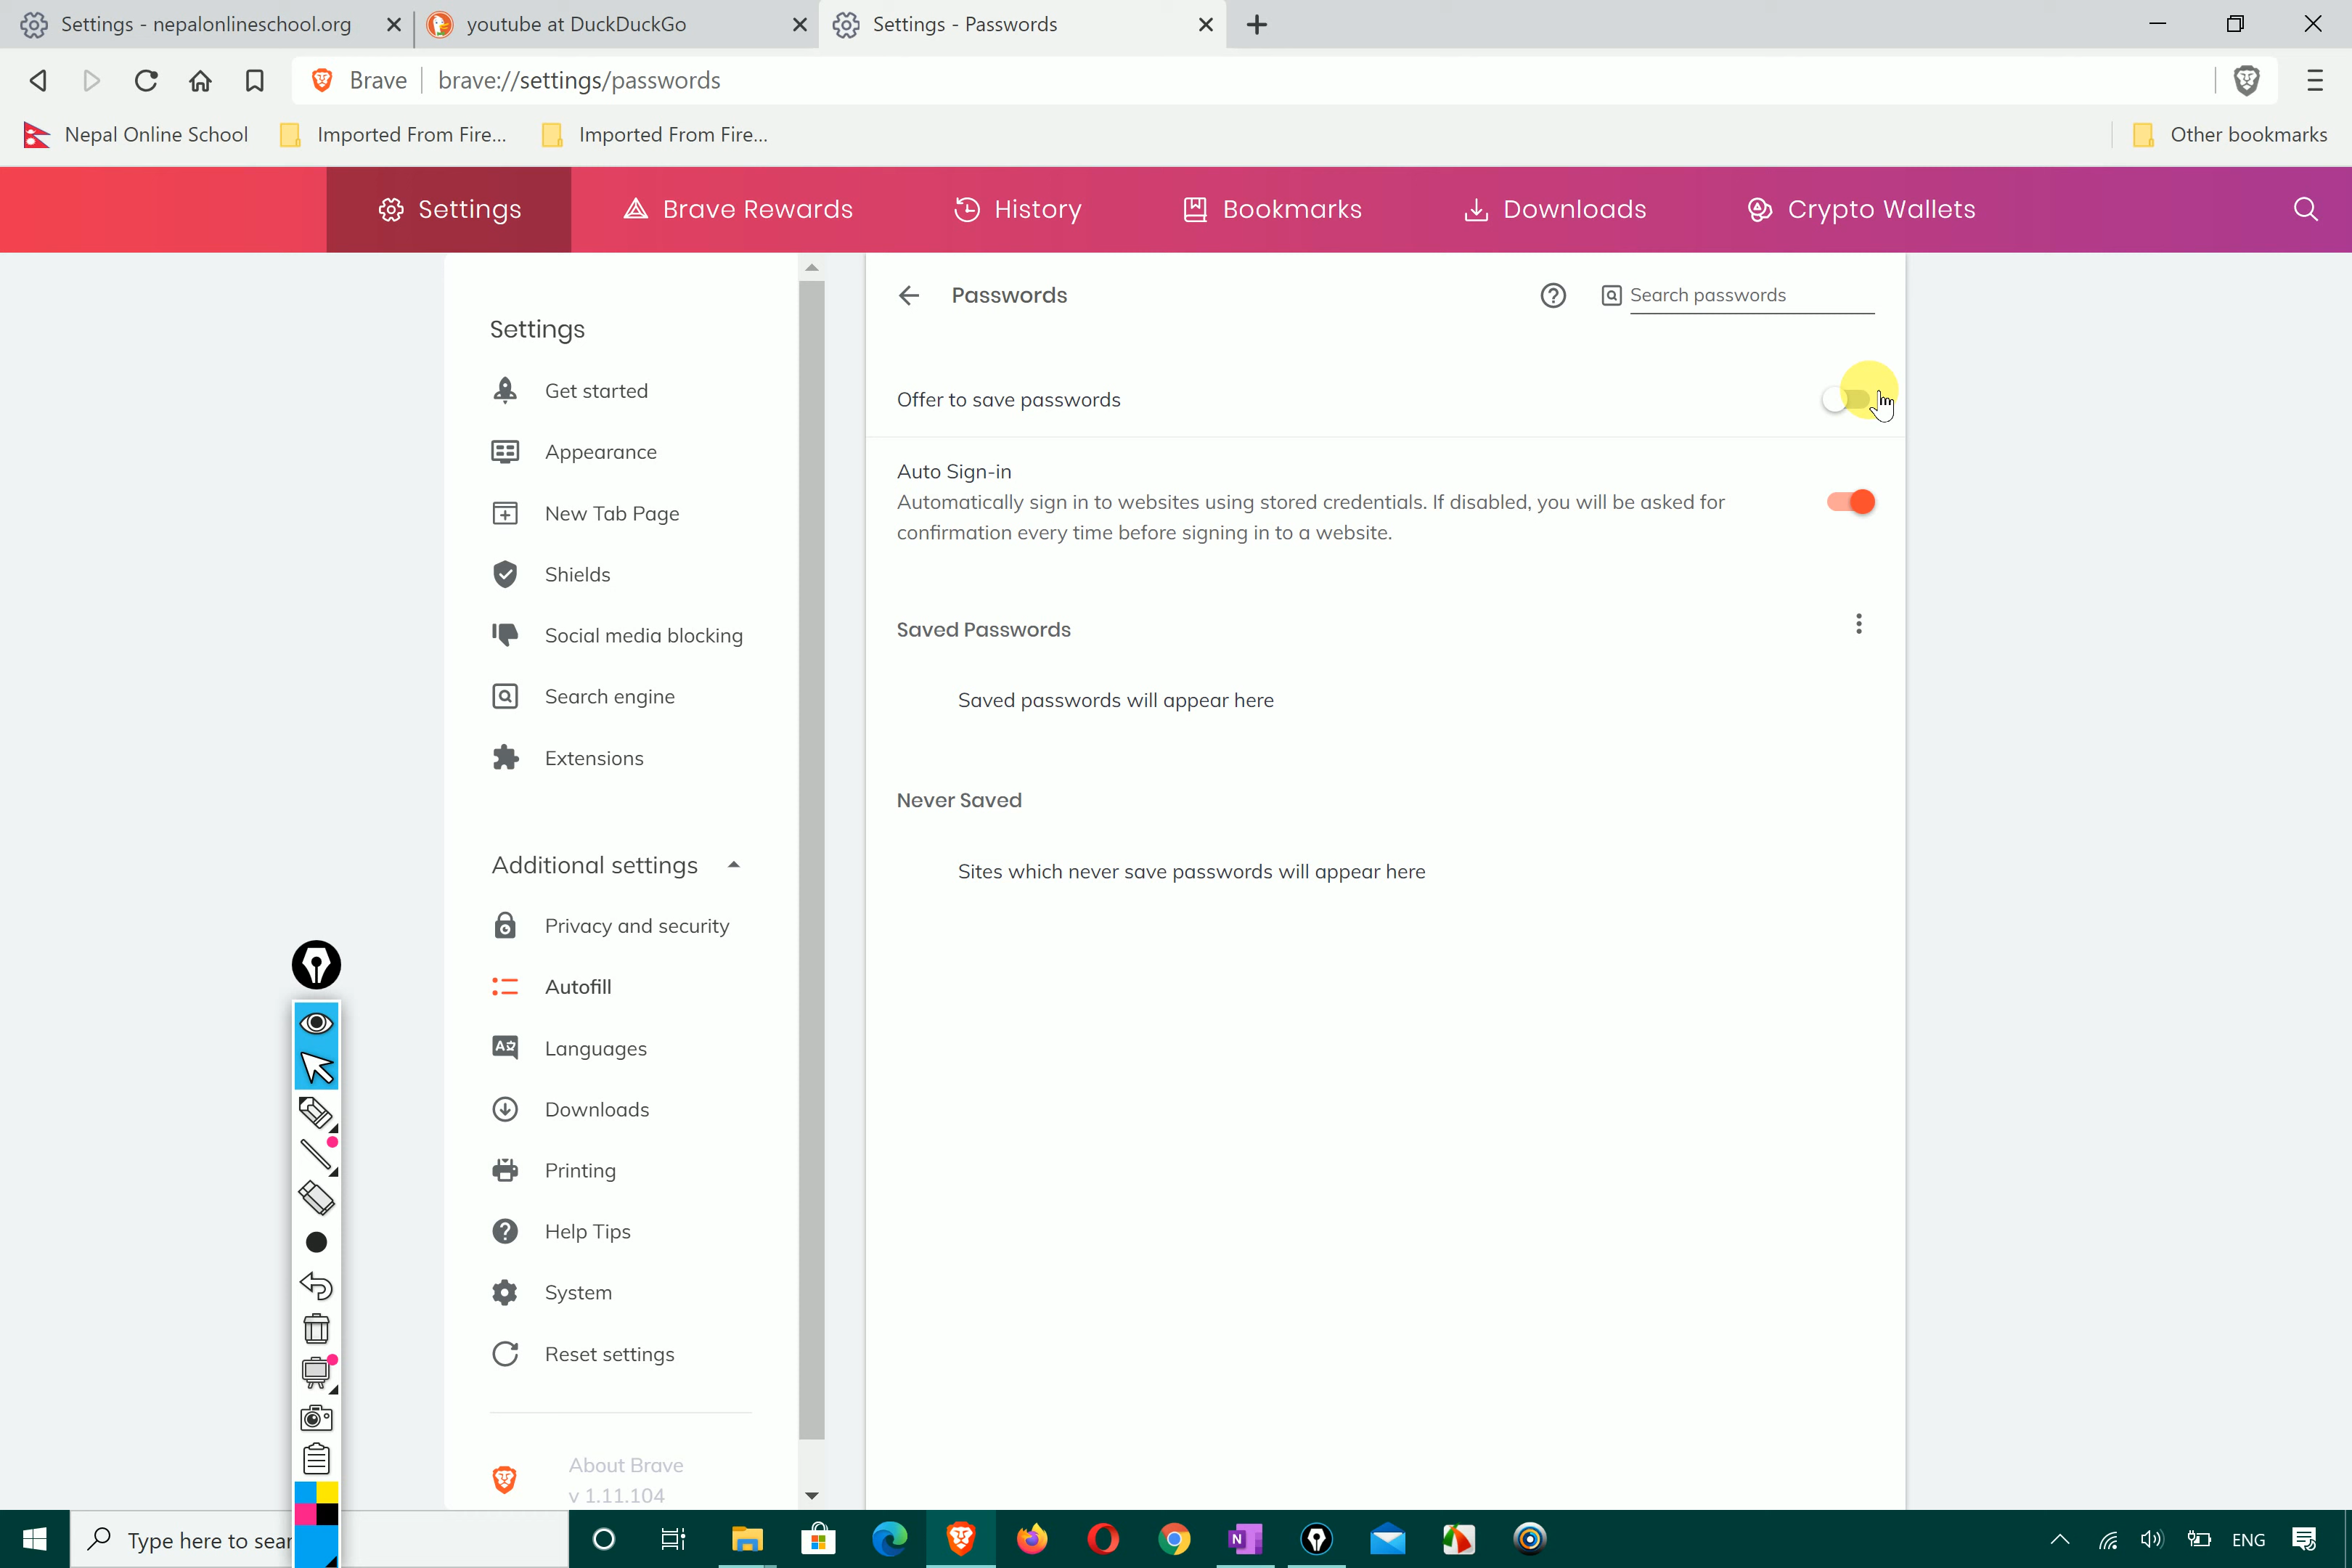 Settings - nepalonlineschool.org
youtube at DuckDuckGo
Settings - Passwords
Brave
brave://settings/passwords
Nepal Online School
Imported From Fire...
Imported From Fire...
Other bookmarks
Settings
Brave Rewards
History
Bookmarks
Downloads
Crypto Wallets
Settings
Get started
Appearance
New Tab Page
Shields
Social media blocking
Search engine
Extensions
Additional settings
Privacy and security
Autofill
Languages
Downloads
Printing
Help Tips
System
Reset settings
About Brave
v 1.11.104
Passwords
Search passwords
Offer to save passwords
Auto Sign-in
Automatically sign in to websites using stored credentials. If disabled, you will be asked for
confirmation every time before signing in to a website.
Saved Passwords
Saved passwords will appear here
Never Saved
Sites which never save passwords will appear here
Type here to sear
ENG